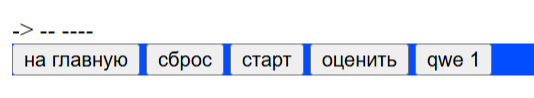 -> -- ----
на главную сброс старт оценить qwe 1